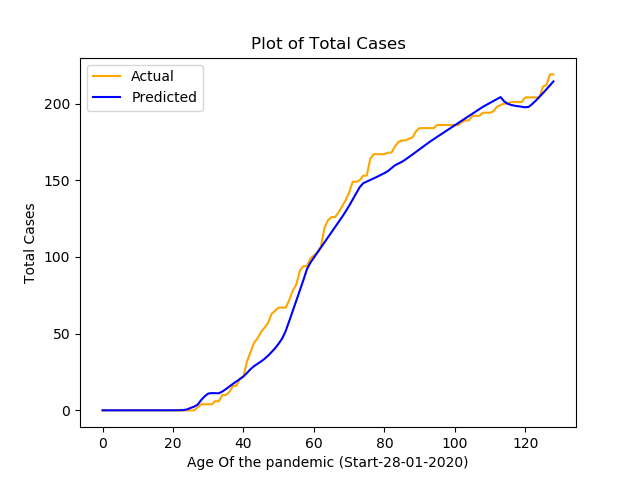 Plot of Total Cases
Actual
Predicted
200
150
100
50
0
Total Cases
0 20 40 60 80 100 120
Age Of the pandemic (Start-28-01-2020)